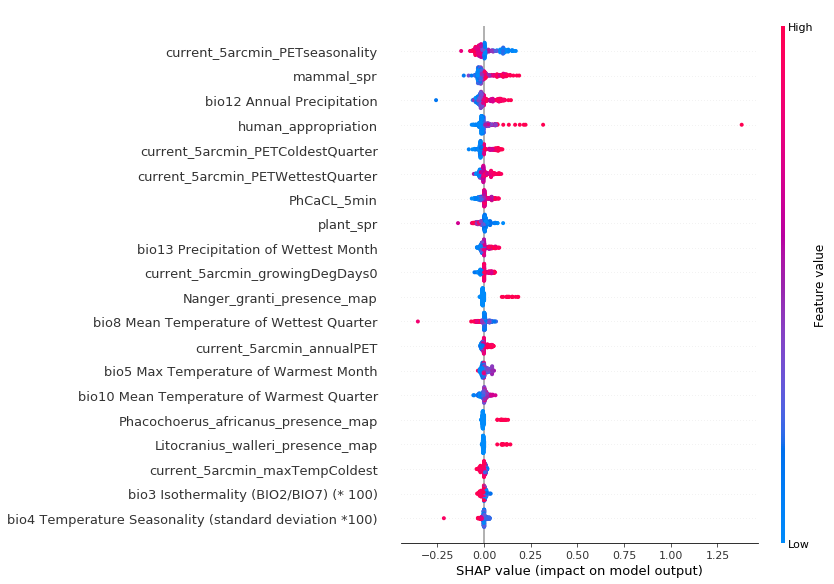 High
current_5arcmin_PETseasonality
mammal_spr
bio12 Annual Precipitation
human_appropriation
current_5arcmin_PETColdestQuarter
current_5arcmin_PETWettestQuarter
PhCaCL_5min
plant_spr
bio13 Precipitation of Wettest Month
current_5arcmin_growingDegDays0
Nanger_granti_presence_map
bio8 Mean Temperature of Wettest Quarter
current_5arcmin_annualPET
bio5 Max Temperature of Warmest Month
bio10 Mean Temperature of Warmest Quarter
Phacochoerus_africanus_presence_map
Litocranius_walleri_presence_map
current_5arcmin_maxTempColdest
bio3 Isothermality (BIO2/BIO7) (* 100)
bio4 Temperature Seasonality (standard deviation *100)
Feature value
Low
−0.25 0.00 0.25 0.50 0.75 1.00 1.25
SHAP value (impact on model output)